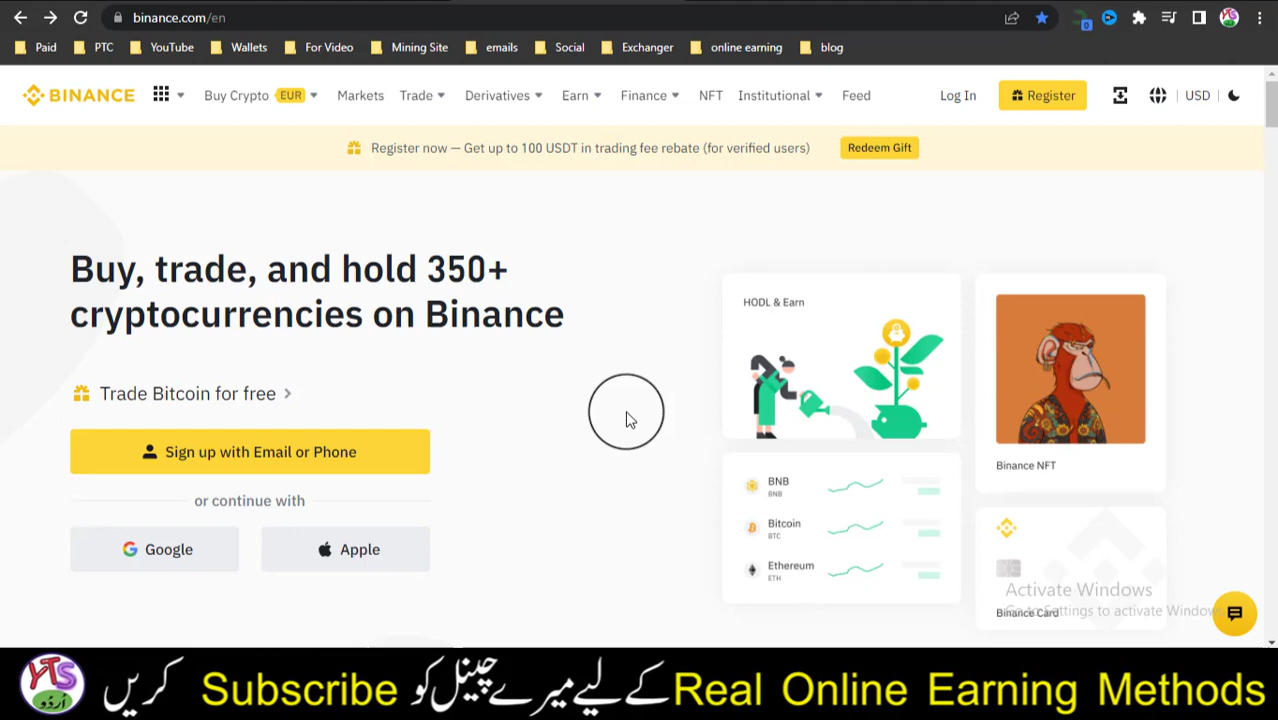 binance.com/en
0
Paid PTC YouTube Wallets For Video Mining Site emails Social Exchanger online earning blog
BINANCE Buy Crypto EUR Markets Trade Derivatives Earn Finance NFT Institutional Feed Log In Register USD
Register now — Get up to 100 USDT in trading fee rebate (for verified users) Redeem Gift
Buy, trade, and hold 350+
cryptocurrencies on Binance
Trade Bitcoin for free
Sign up with Email or Phone
or continue with
Google Apple
HODL & Earn
BNB
BNB
Bitcoin
BTC
Ethereum
ETH
Binance NFT
Binance Card
Activate Windows
Go to Settings to activate Windows
YTS
اُردُو
Real Online Earning Methods کے لیے میرے چینل کو Subscribe کریں